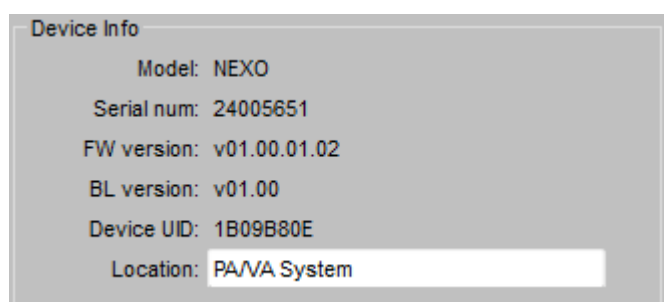 Device Info
Model: NEXO
Serial num: 24005651
FW version: v01.00.01.02
BL version: v01.00
Device UID: 1B09B80E
Location: PA/VA System